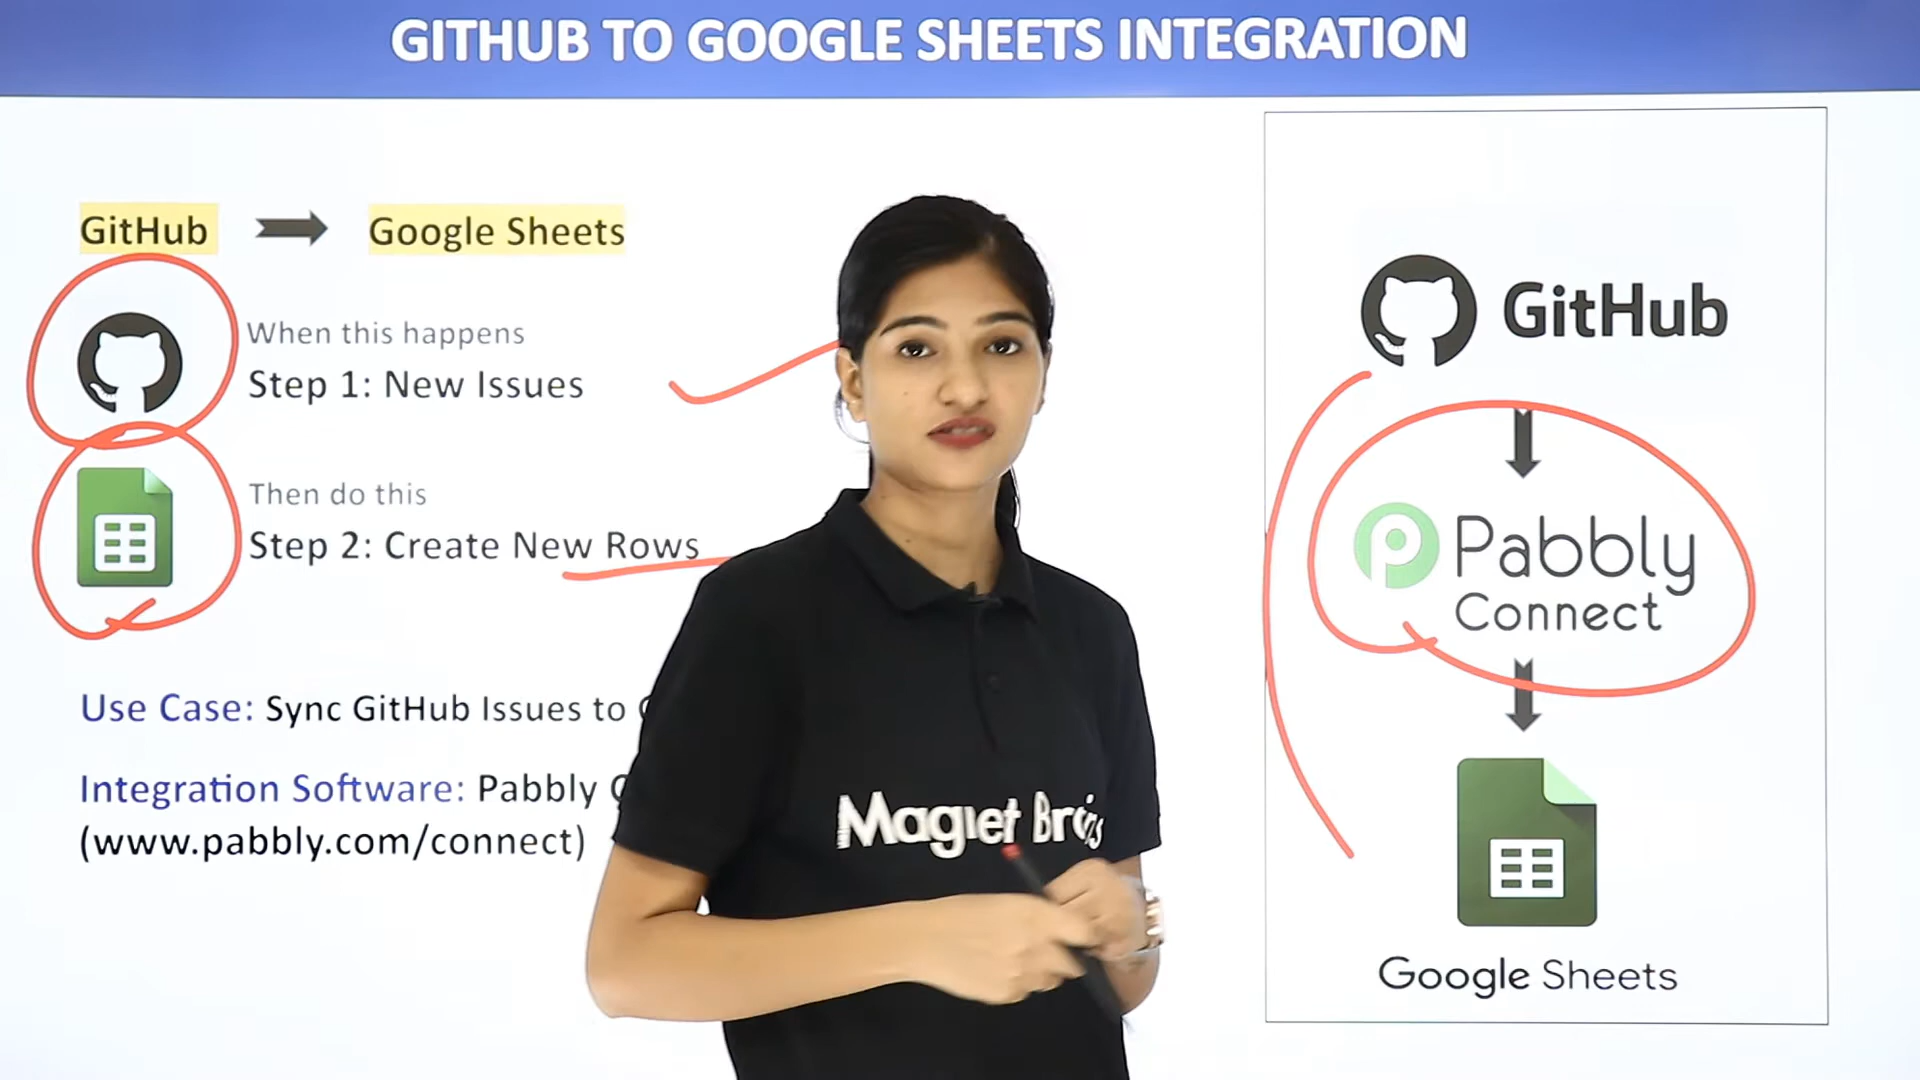 GITHUB TO GOOGLE SHEETS INTEGRATION
GitHub
Google Sheets
When this happens
Step 1: New Issues
Then do this
Step 2: Create New Rows
Use Case: Sync GitHub Issues to
Integration Software: Pabbly
(www.pabbly.com/connect)
GitHub
Pabbly
Connect
Google Sheets